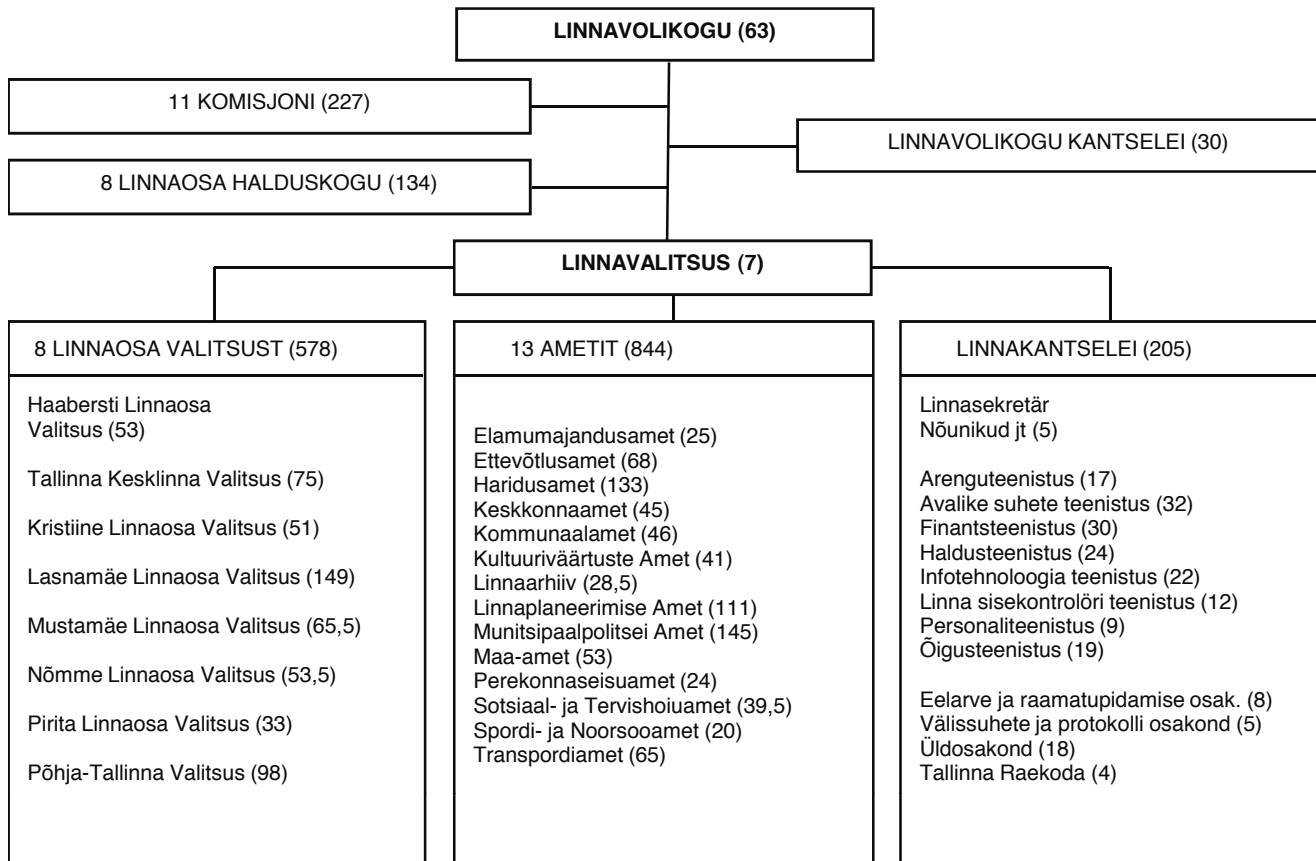 LINNAVOLIKOGU (63)
11 KOMISJONI (227)
LINNAVOLIKOGU KANTSELEI (30)
8 LINNAOSA HALDUSKOGU (134)
LINNAVALITSUS (7)
8 LINNAOSA VALITSUST (578)
Haabersti Linnaosa
Valitsus (53)
Tallinna Kesklinna Valitsus (75)
Kristiine Linnaosa Valitsus (51)
Lasnamäe Linnaosa Valitsus (149)
Mustamäe Linnaosa Valitsus (65,5)
Nõmme Linnaosa Valitsus (53,5)
Pirita Linnaosa Valitsus (33)
Põhja-Tallinna Valitsus (98)
13 AMETIT (844)
Elamumajandusamet (25)
Ettevõtlusamet (68)
Haridusamet (133)
Keskkonnaamet (45)
Kommunaalamet (46)
Kultuuriväärtuste Amet (41)
Linnaarhiiv (28,5)
Linnaplaneerimise Amet (111)
Munitsipaalpolitsei Amet (145)
Maa-amet (53)
Perekonnaseisuamet (24)
Sotsiaal- ja Tervishoiuamet (39,5)
Spordi- ja Noorsooamet (20)
Transpordiamet (65)
LINNAKANTSELEI (205)
Linnasekretär
Nõunikud jt (5)
Arenguteenistus (17)
Avalike suhete teenistus (32)
Finantsteenistus (30)
Haldusteenistus (24)
Infotehnoloogia teenistus (22)
Linna sisekontrolöri teenistus (12)
Personaliteenistus (9)
Õigusteenistus (19)
Eelarve ja raamatupidamise osak. (8)
Välissuhete ja protokolli osakond (5)
Üldosakond (18)
Tallinna Raekoda (4)